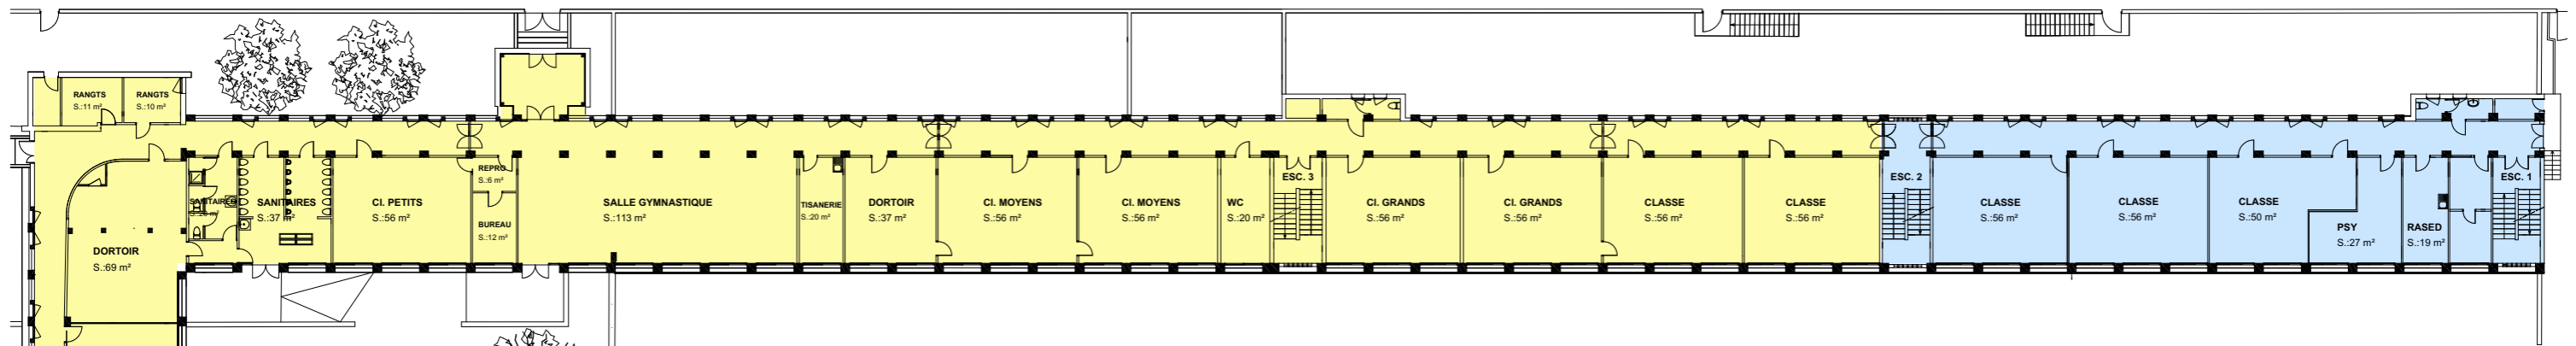 RANGTS
S.:11 m²
RANGTS
S.:10 m²
DORTOIR
S.:69 m²
SANITAIRES
SANITAIRES
S.:37 m²
Cl. PETITS
S.:56 m²
REPRO
S.:6 m²
BUREAU
S.:12 m²
SALLE GYMNASTIQUE
S.:113 m²
TISANERIE
S.:20 m²
DORTOIR
S.:37 m²
Cl. MOYENS
S.:56 m²
Cl. MOYENS
S.:56 m²
WC
S.:20 m²
ESC. 3
Cl. GRANDS
S.:56 m²
Cl. GRANDS
S.:56 m²
CLASSE
S.:56 m²
CLASSE
S.:56 m²
ESC. 2
CLASSE
S.:56 m²
CLASSE
S.:56 m²
CLASSE
S.:50 m²
PSY
S.:27 m²
RASED
S.:19 m²
ESC. 1